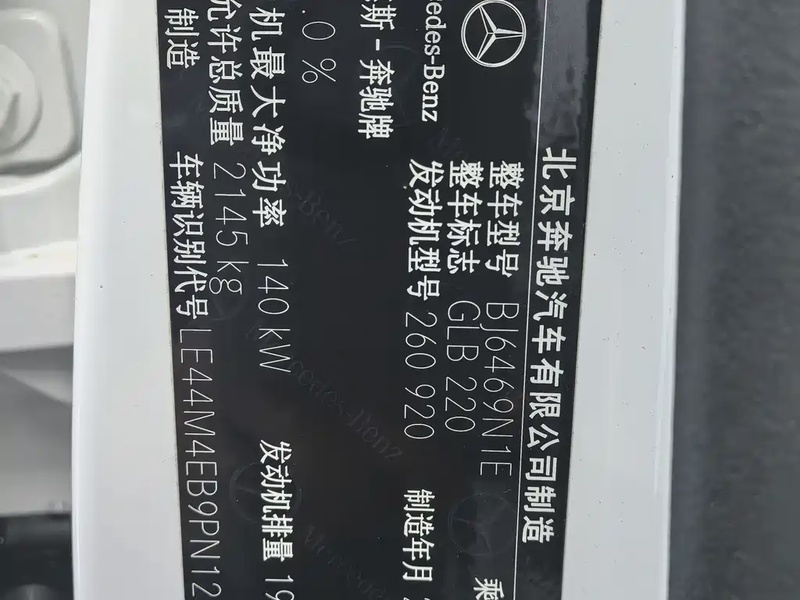 北京奔驰汽车有限公司制造
Mercedes-Benz
整车型号 BJ6469N1E 乘
整车标志 GLB 220
斯-奔驰牌 发动机型号 260 920 制造年月
.0 %
机最大净功率 140 kW 发动机排量 19
允许总质量 2145 kg
制造 车辆识别代号 LE44M4EB9PN12